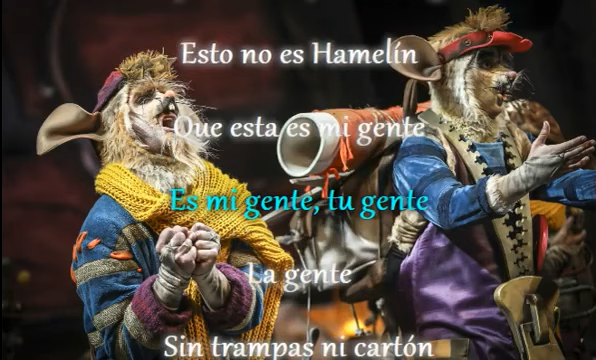 Esto no es Hamelín
Que esta es mi gente
Es mi gente, tu gente
La gente
Sin trampas ni cartón